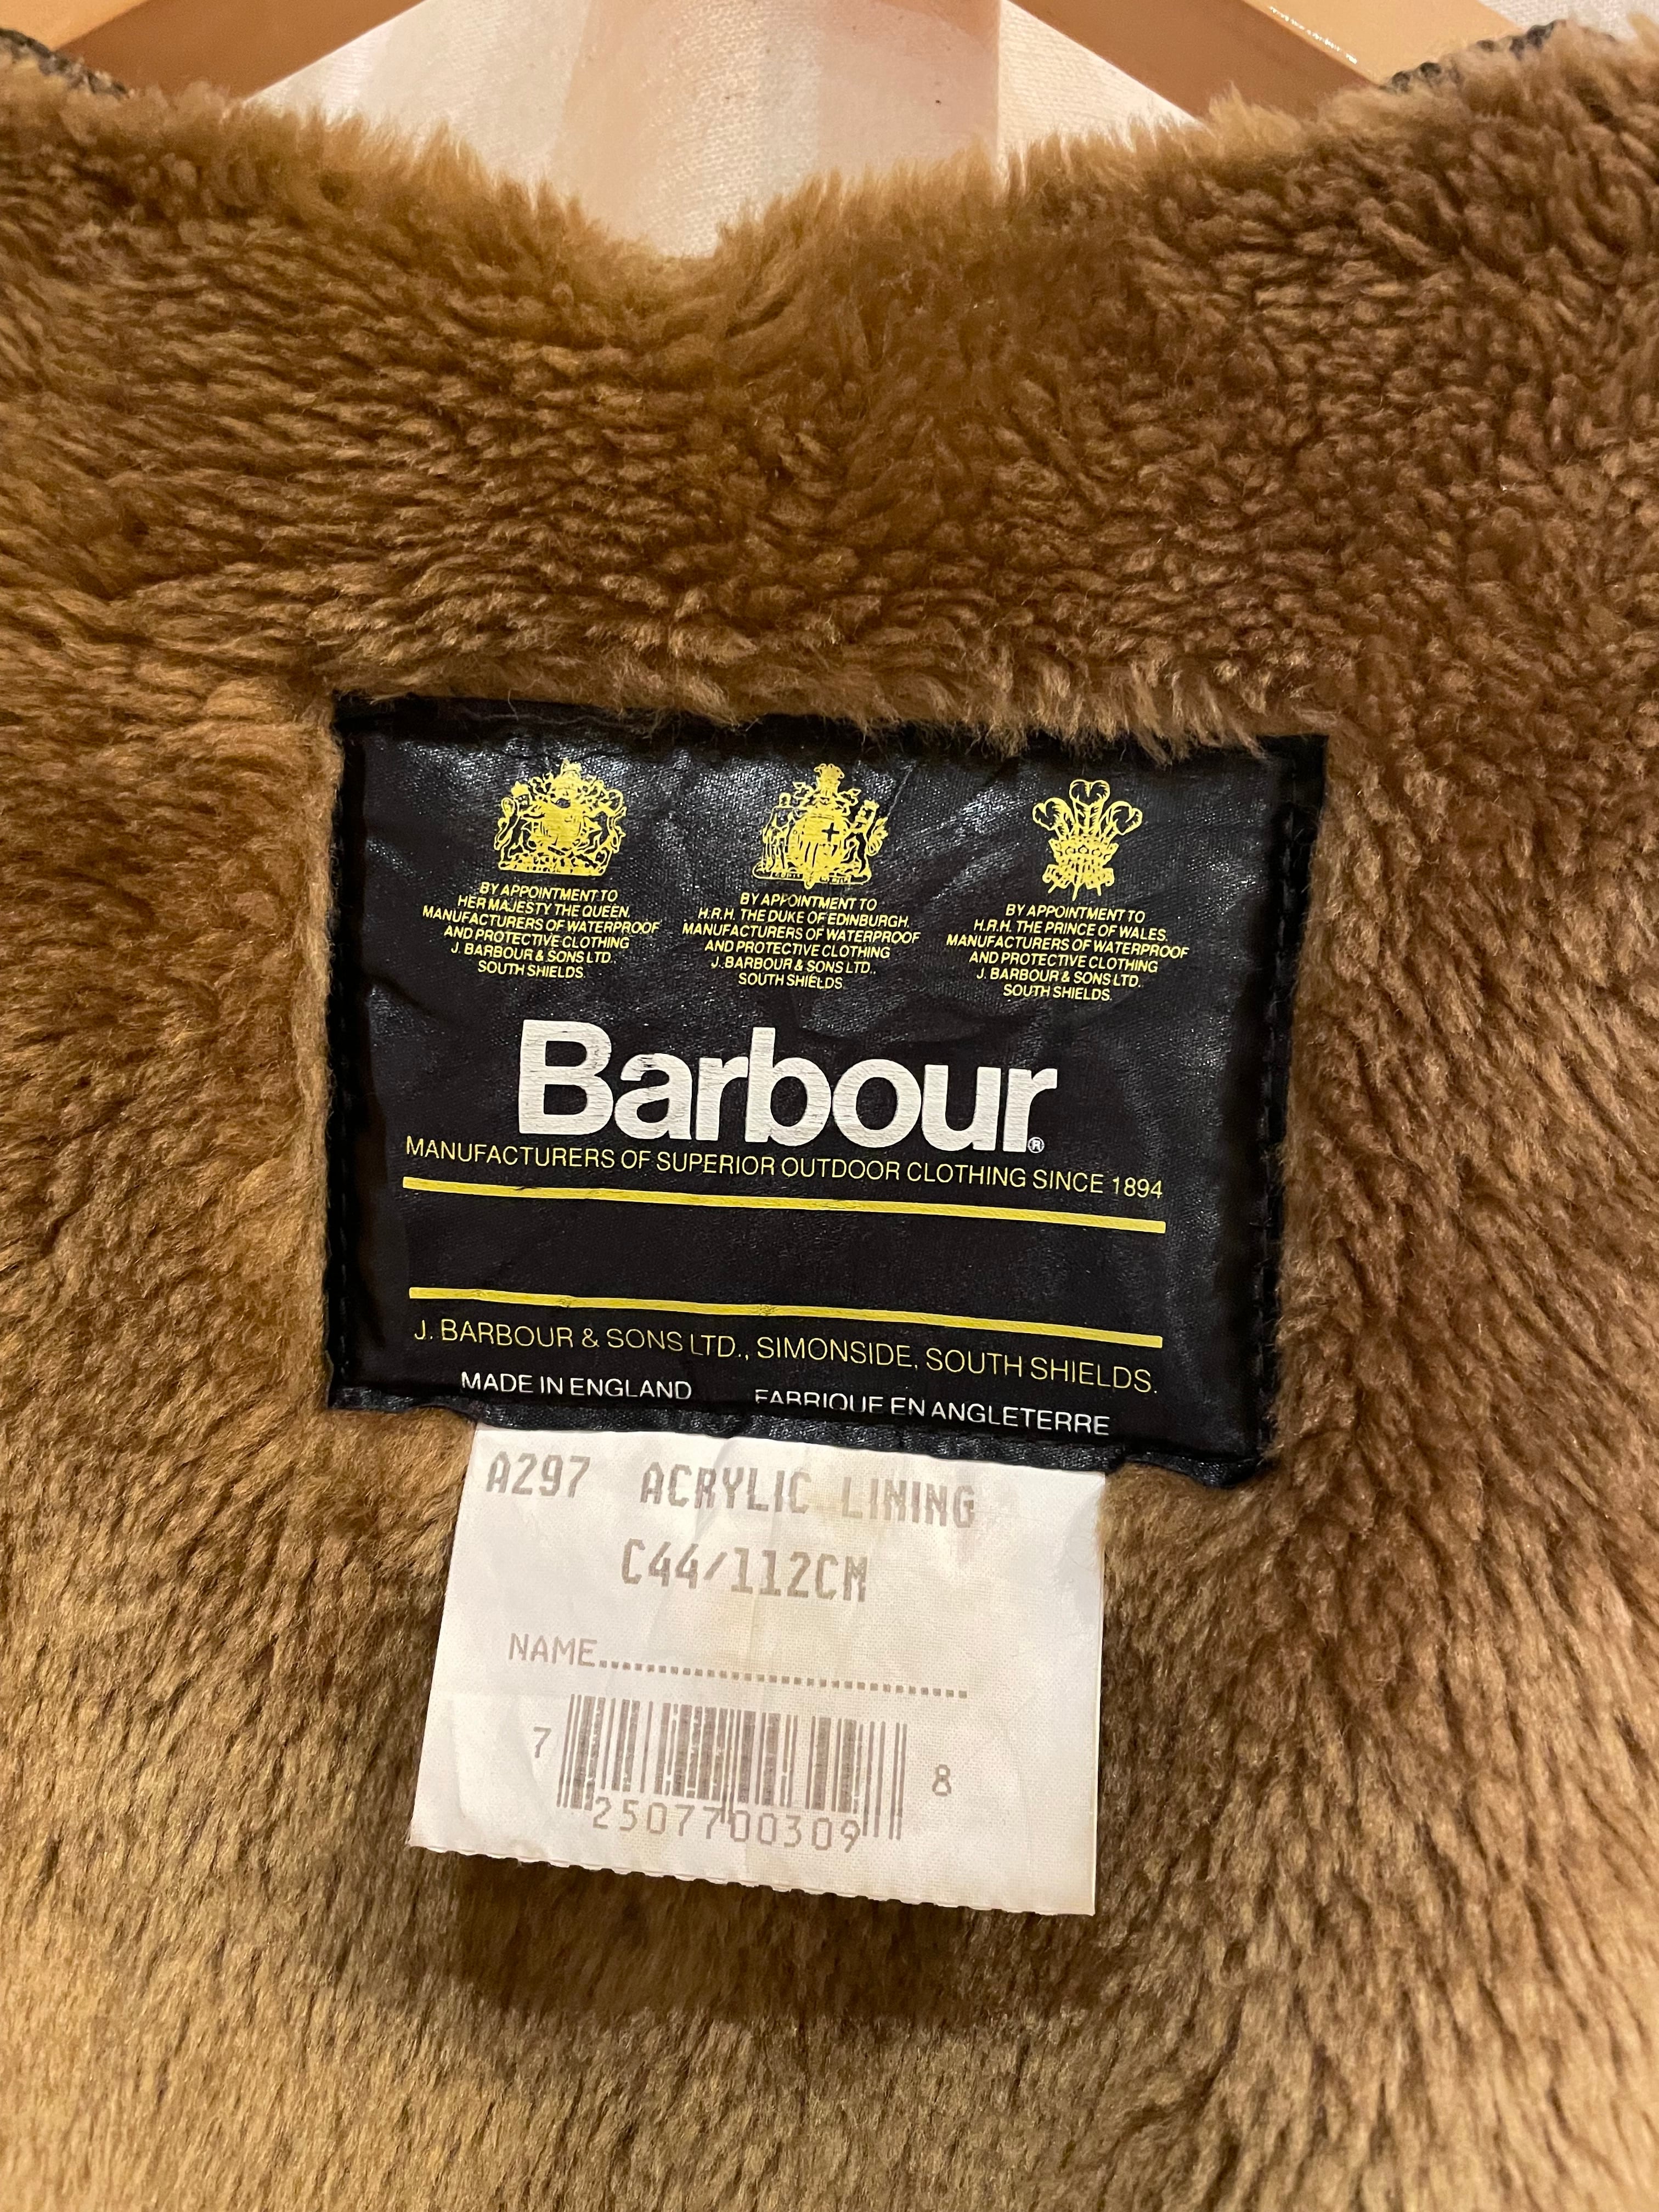 BY APPOINTMENT TO
HER MAJESTY THE QUEEN.
MANUFACTURERS OF WATERPROOF
AND PROTECTIVE CLOTHING
J. BARBOUR & SONS LTD.
SOUTH SHIELDS.
BY APPOINTMENT TO
H.R.H. THE DUKE OF EDINBURGH.
MANUFACTURERS OF WATERPROOF
AND PROTECTIVE CLOTHING
J. BARBOUR & SONS LTD.
SOUTH SHIELDS.
BY APPOINTMENT TO
H.R.H. THE PRINCE OF WALES.
MANUFACTURERS OF WATERPROOF
AND PROTECTIVE CLOTHING
J. BARBOUR & SONS LTD.
SOUTH SHIELDS.
Barbour®
MANUFACTURERS OF SUPERIOR OUTDOOR CLOTHING SINCE 1894
J. BARBOUR & SONS LTD., SIMONSIDE, SOUTH SHIELDS.
MADE IN ENGLAND FABRIQUE EN ANGLETERRE
A297 ACRYLIC LINING
C44/112CM
NAME..............................
7 25077 00309 8